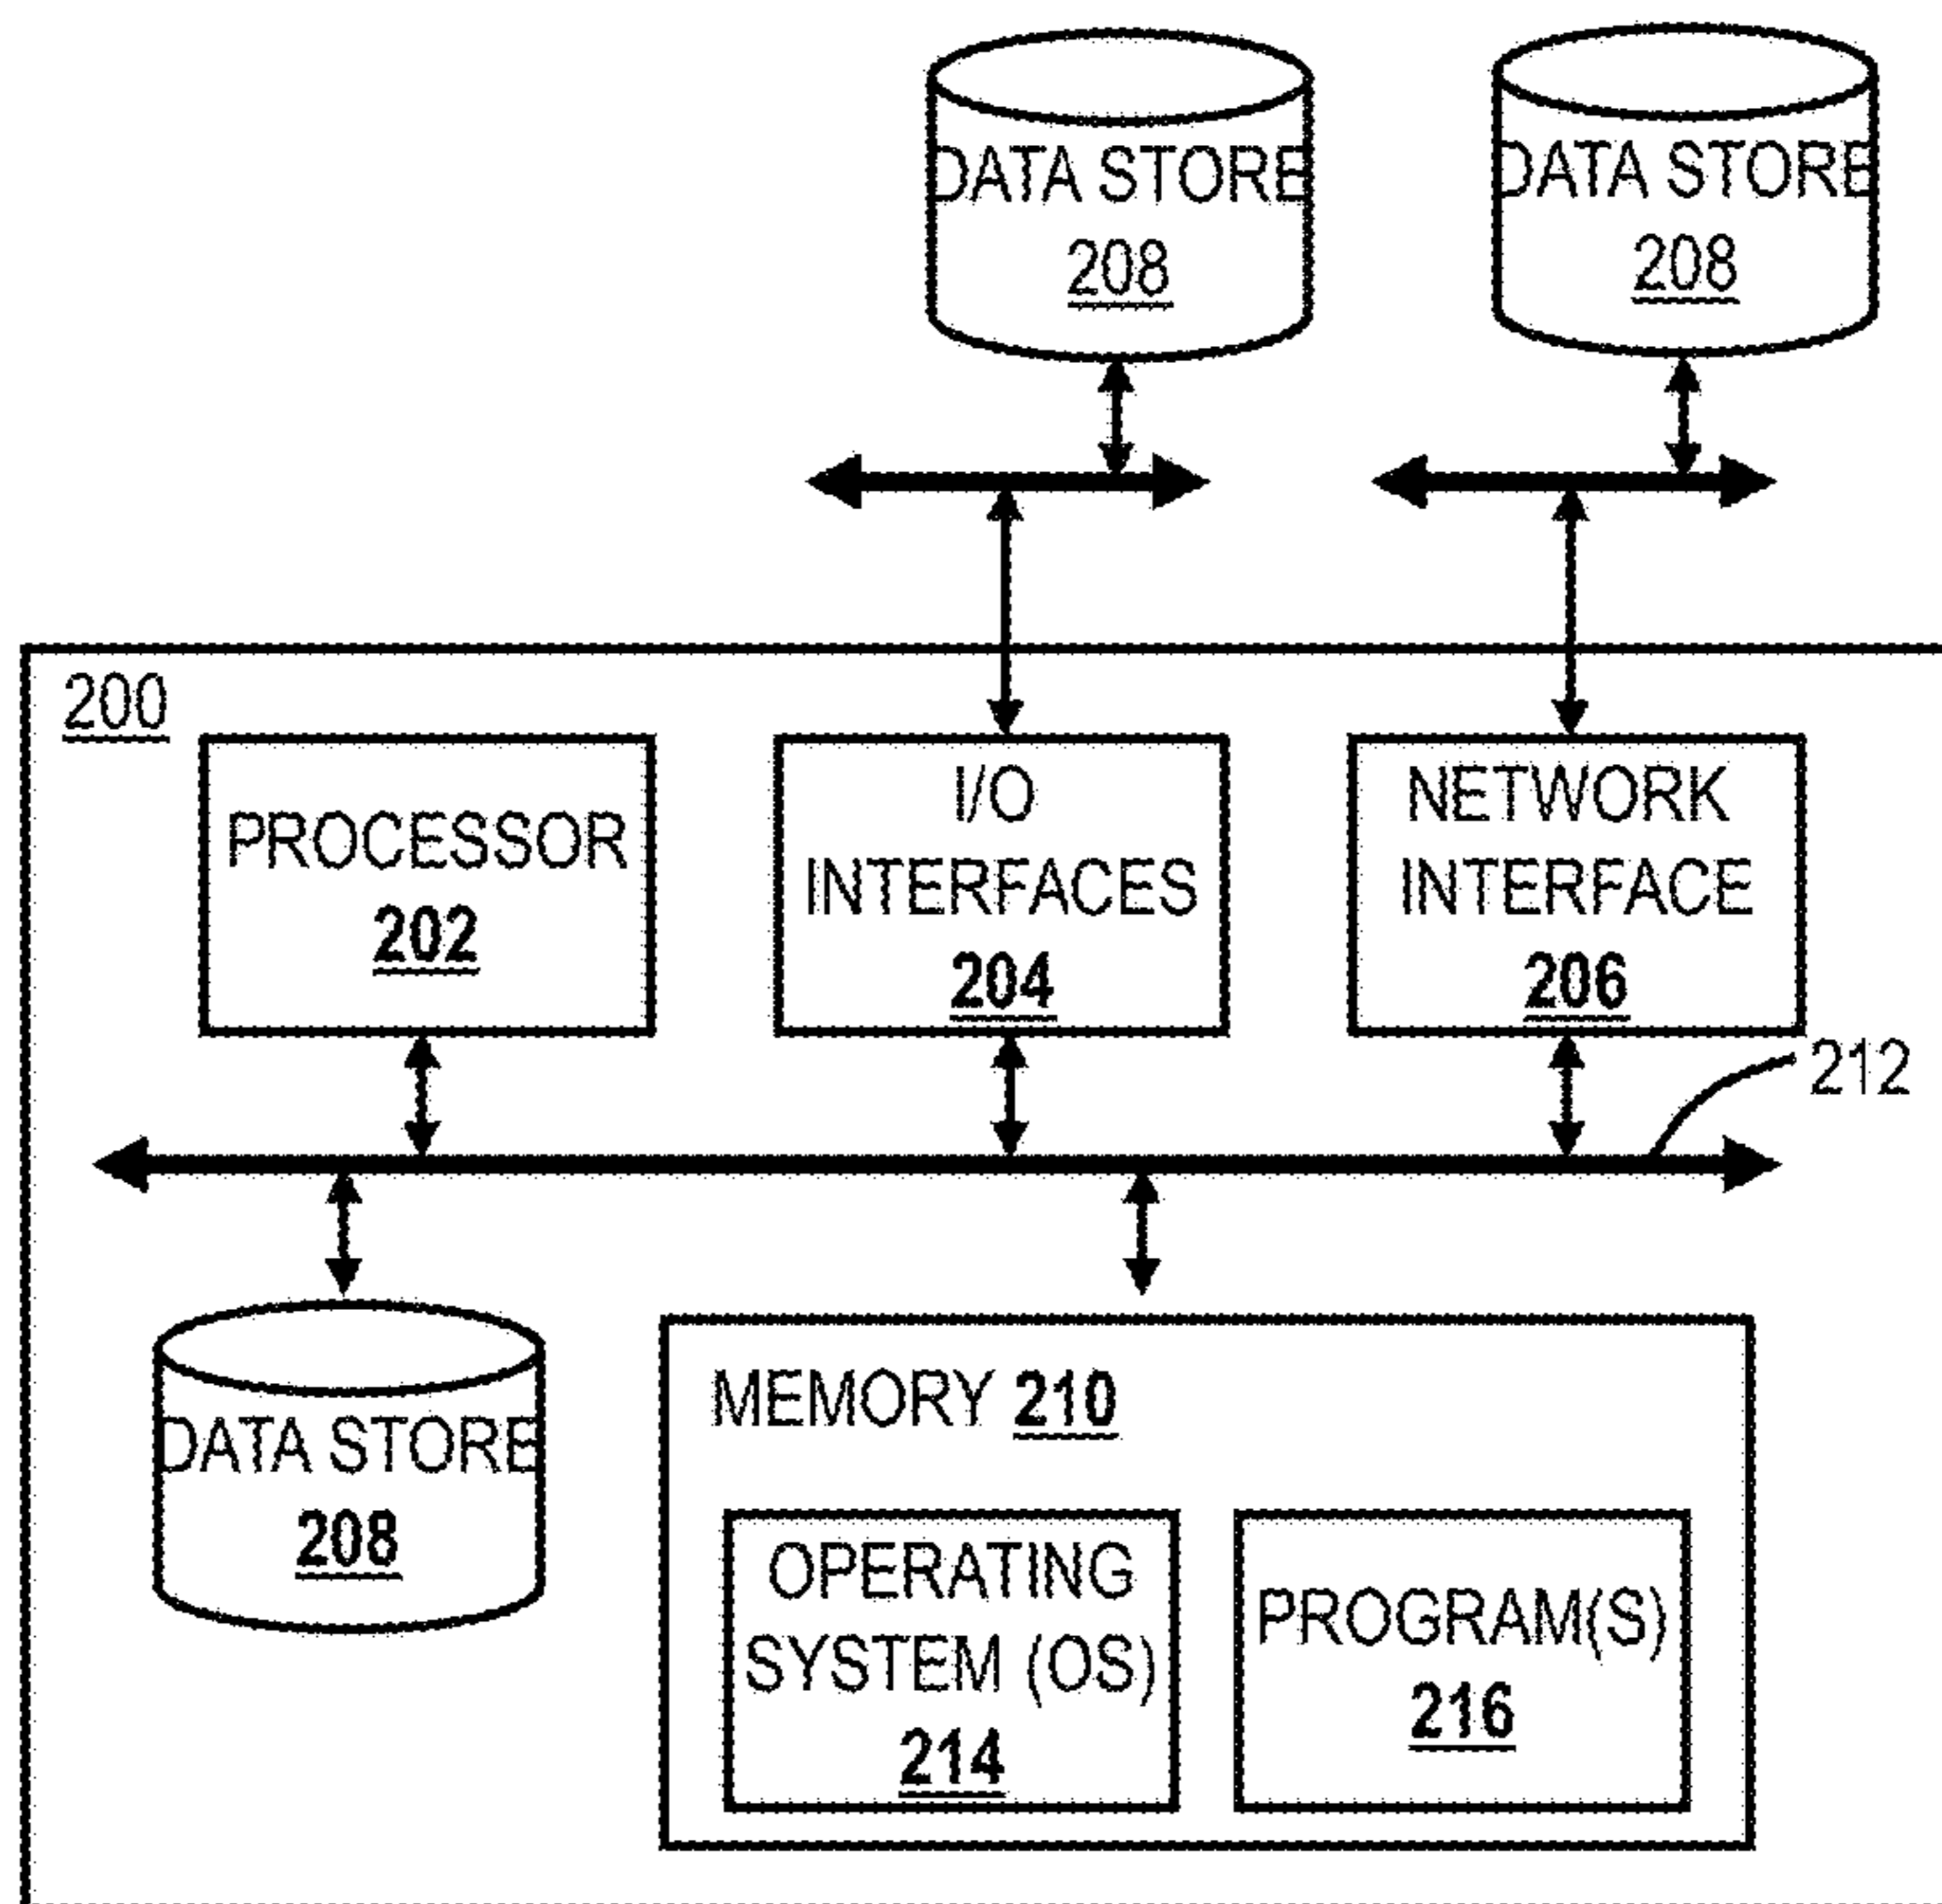 DATA STORE
208
DATA STORE
208
200
PROCESSOR
202
I/O
INTERFACES
204
NETWORK
INTERFACE
206
212
DATA STORE
208
MEMORY 210
OPERATING
SYSTEM (OS)
214
PROGRAM(S)
216